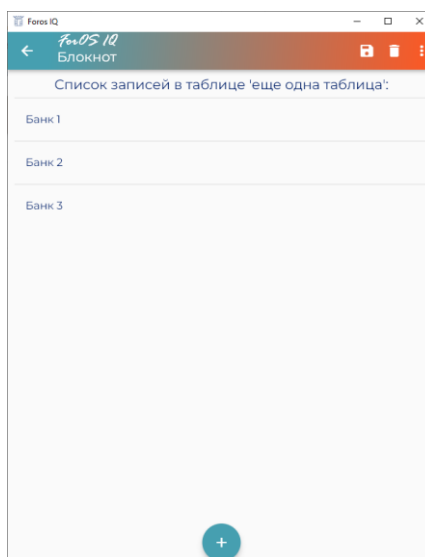 Foros IQ
ForOS IQ
Блокнот
Список записей в таблице 'еще одна таблица':
Банк 1
Банк 2
Банк 3
+